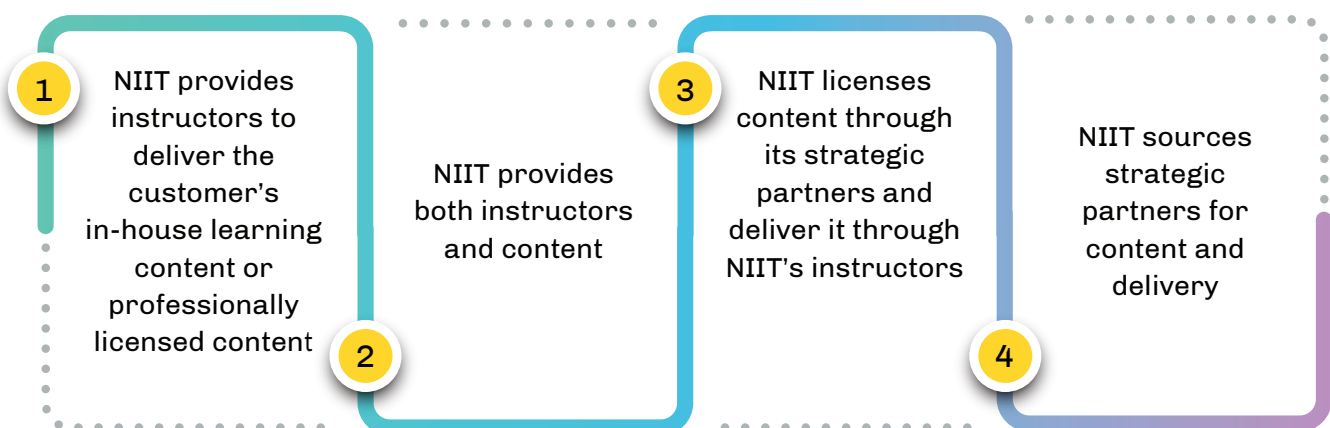 1
NIIT provides
instructors to
deliver the
customer’s
in-house learning
content or
professionally
licensed content
2
NIIT provides
both instructors
and content
3
NIIT licenses
content through
its strategic
partners and
deliver it through
NIIT’s instructors
4
NIIT sources
strategic
partners for
content and
delivery